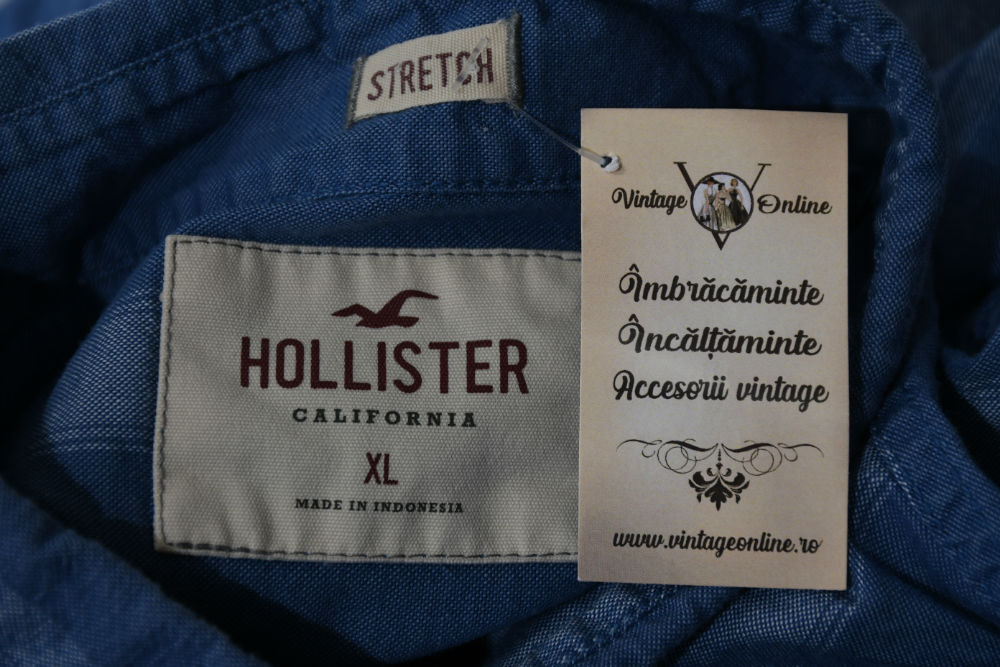 STRETCH
HOLLISTER
CALIFORNIA
XL
MADE IN INDONESIA
Vintage Online
Îmbrăcăminte
Încălțăminte
Accesorii vintage
www.vintageonline.ro